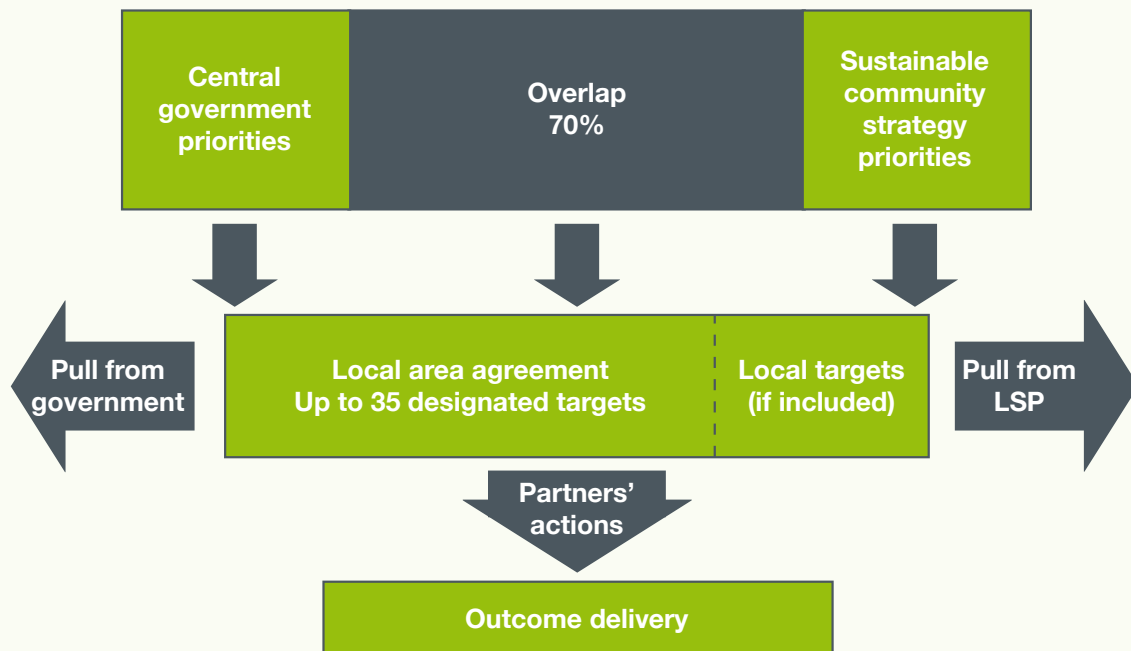 Central
government
priorities
Overlap
70%
Sustainable
community
strategy
priorities
Pull from
government
Local area agreement
Up to 35 designated targets
Local targets
(if included)
Pull from
LSP
Partners’
actions
Outcome delivery